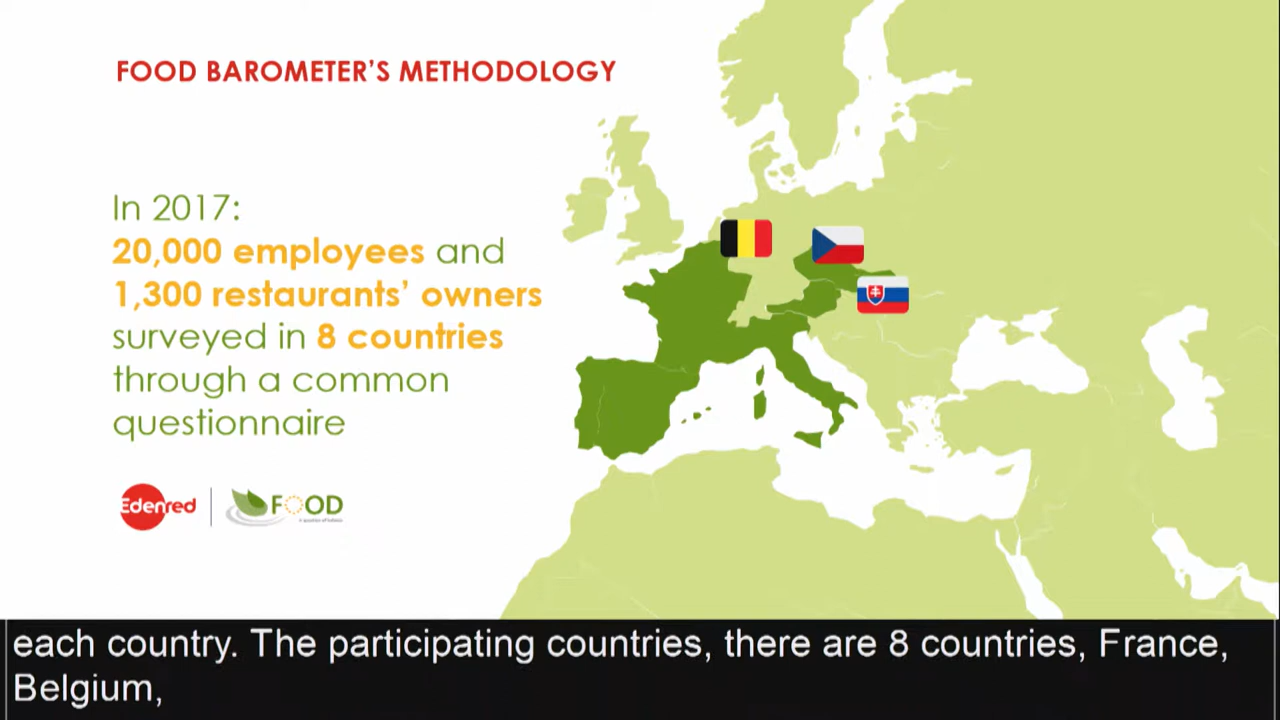 FOOD BAROMETER'S METHODOLOGY
In 2017:
20,000 employees and
1,300 restaurants' owners
surveyed in 8 countries
through a common
questionnaire
Edenred
FOOD
each country. The participating countries, there are 8 countries, France,
Belgium,